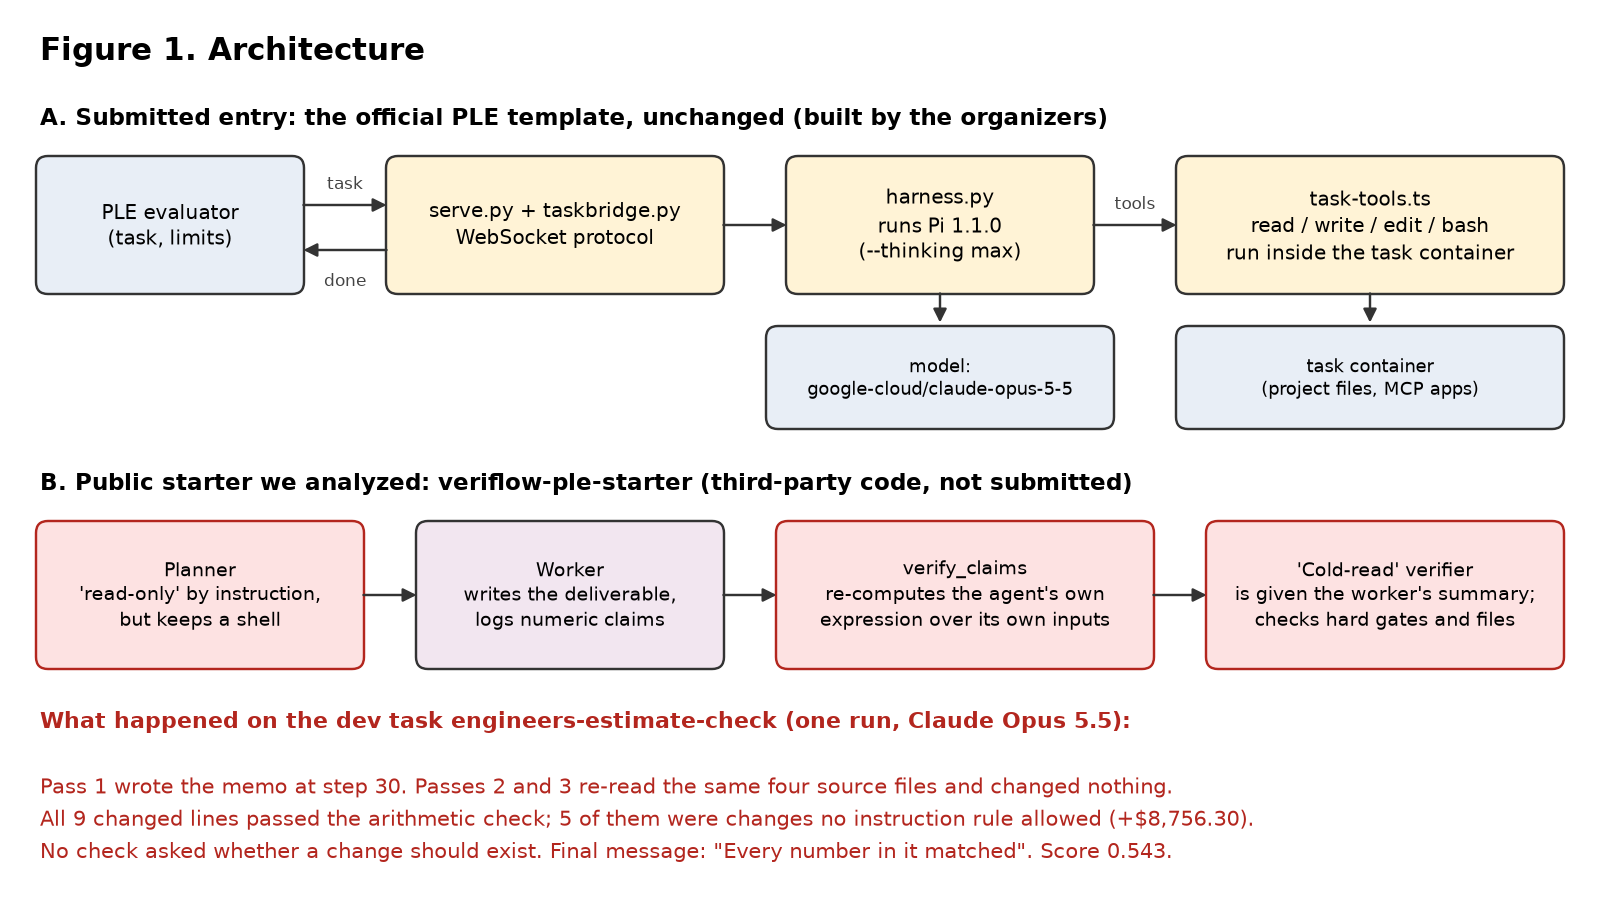 Figure 1. Architecture
A. Submitted entry: the official PLE template, unchanged (built by the organizers)
PLE evaluator
(task, limits)
task
done
serve.py + taskbridge.py
WebSocket protocol
harness.py
runs Pi 1.1.0
(--thinking max)
tools
task-tools.ts
read / write / edit / bash
run inside the task container
model:
google-cloud/claude-opus-5-5
task container
(project files, MCP apps)
B. Public starter we analyzed: veriflow-ple-starter (third-party code, not submitted)
Planner
'read-only' by instruction,
but keeps a shell
Worker
writes the deliverable,
logs numeric claims
verify_claims
re-computes the agent's own
expression over its own inputs
'Cold-read' verifier
is given the worker's summary;
checks hard gates and files
What happened on the dev task engineers-estimate-check (one run, Claude Opus 5.5):
Pass 1 wrote the memo at step 30. Passes 2 and 3 re-read the same four source files and changed nothing.
All 9 changed lines passed the arithmetic check; 5 of them were changes no instruction rule allowed (+$8,756.30).
No check asked whether a change should exist. Final message: "Every number in it matched". Score 0.543.